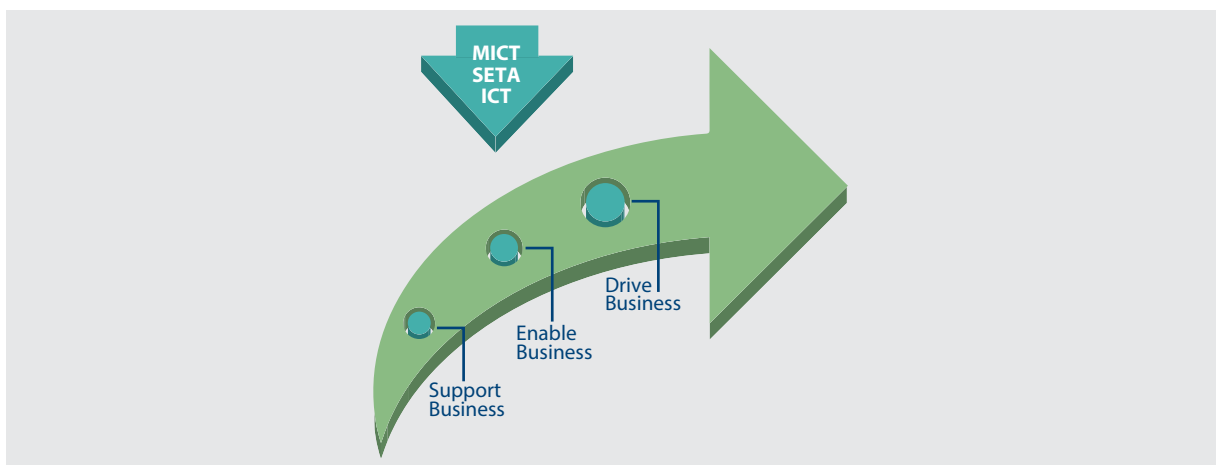 MICT
SETA
ICT
Drive
Business
Enable
Business
Support
Business